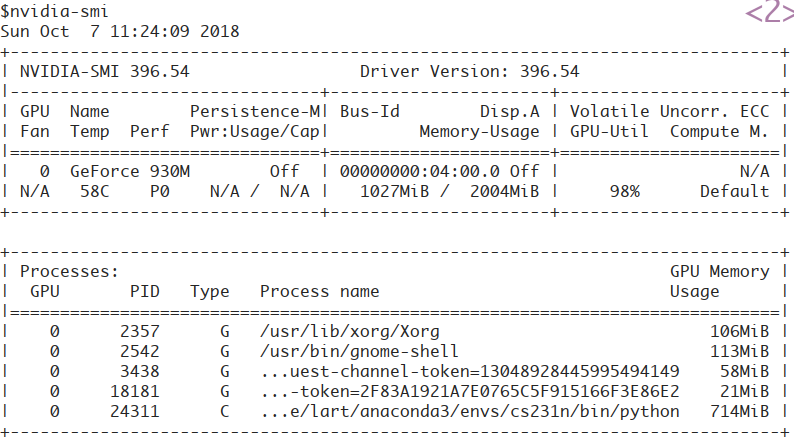 $nvidia-smi
<2>
Sun Oct  7 11:24:09 2018
+-----------------------------------------------------------------------------+
| NVIDIA-SMI 396.54                 Driver Version: 396.54                    |
|-------------------------------+----------------------+----------------------+
| GPU  Name        Persistence-M| Bus-Id        Disp.A | Volatile Uncorr. ECC |
| Fan  Temp  Perf  Pwr:Usage/Cap|         Memory-Usage | GPU-Util  Compute M. |
|===============================+======================+======================|
|   0  GeForce 930M        Off  | 00000000:04:00.0 Off |                  N/A |
| N/A   58C    P0    N/A /  N/A |   1027MiB /  2004MiB |     98%      Default |
+-------------------------------+----------------------+----------------------+

+-----------------------------------------------------------------------------+
| Processes:                                                       GPU Memory |
|  GPU       PID   Type   Process name                             Usage      |
|=============================================================================|
|    0      2357      G   /usr/lib/xorg/Xorg                           106MiB |
|    0      2542      G   /usr/bin/gnome-shell                         113MiB |
|    0      3438      G   ...uest-channel-token=13048928445995494149    58MiB |
|    0     18181      G   ...-token=2F83A1921A7E0765C5F915166F3E86E2    21MiB |
|    0     24311      C   ...e/lart/anaconda3/envs/cs231n/bin/python   714MiB |
+-----------------------------------------------------------------------------+